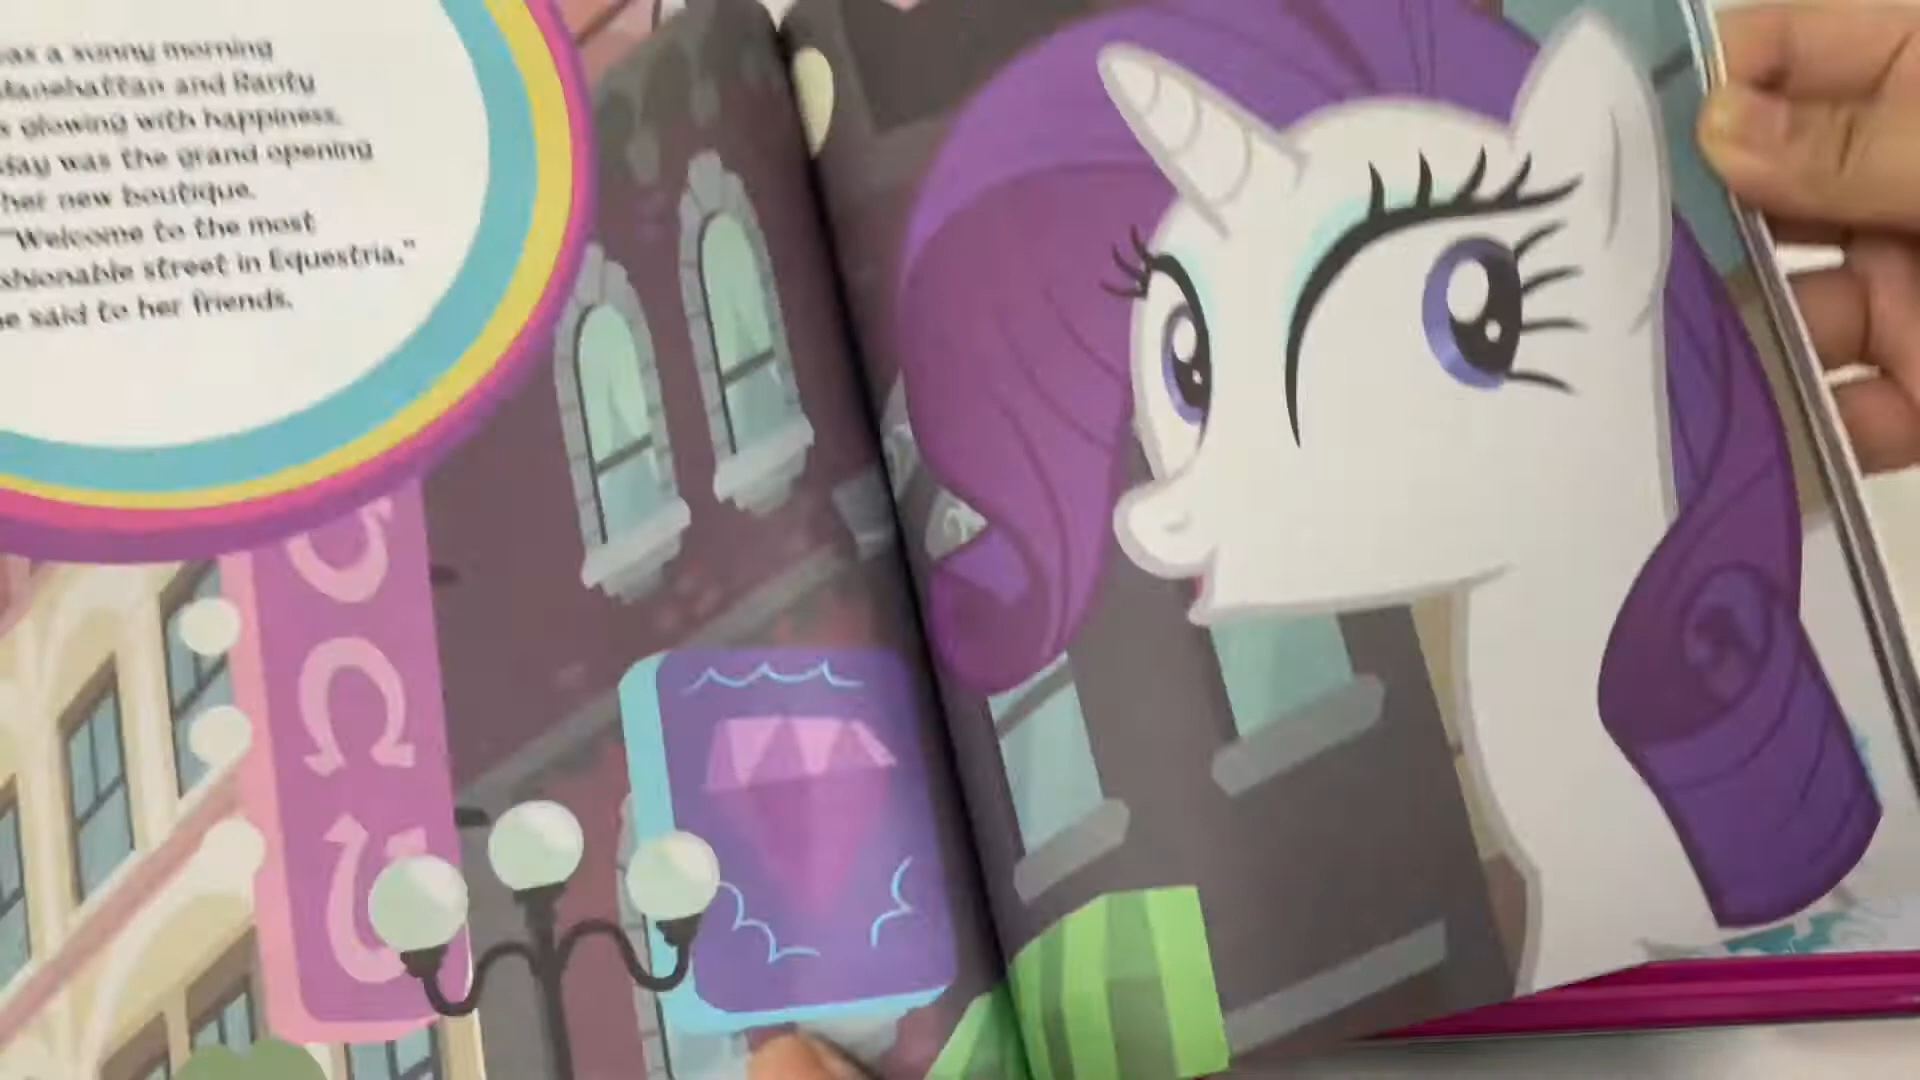 as a sunny morning
Manehattan and Rarity
s glowing with happiness.
day was the grand opening
her new boutique.
"Welcome to the most
shionable street in Equestria,"
he said to her friends.